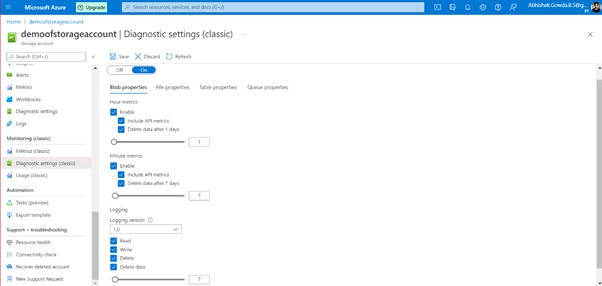 Microsoft Azure
Upgrade
Search resources, services, and docs (G+/)
Abhishek.Gowda.B.S@g...
Home > demoofstorageaccount
demoofstorageaccount | Diagnostic settings (classic)
Storage account
Search (Ctrl+/)
Save
Discard
Refresh
Insights
Alerts
Metrics
Workbooks
Diagnostic settings
Logs
Monitoring (classic)
Metrics (classic)
Diagnostic settings (classic)
Usage (classic)
Automation
Tasks (preview)
Export template
Support + troubleshooting
Resource health
Connectivity check
Recover deleted account
New Support Request
Off
On
Blob properties
File properties
Table properties
Queue properties
Hour metrics
Enable
Include API metrics
Delete data after 1 days
1
Minute metrics
Enable
Include API metrics
Delete data after 7 days
7
Logging
Logging version
1.0
Read
Write
Delete
Delete data
7